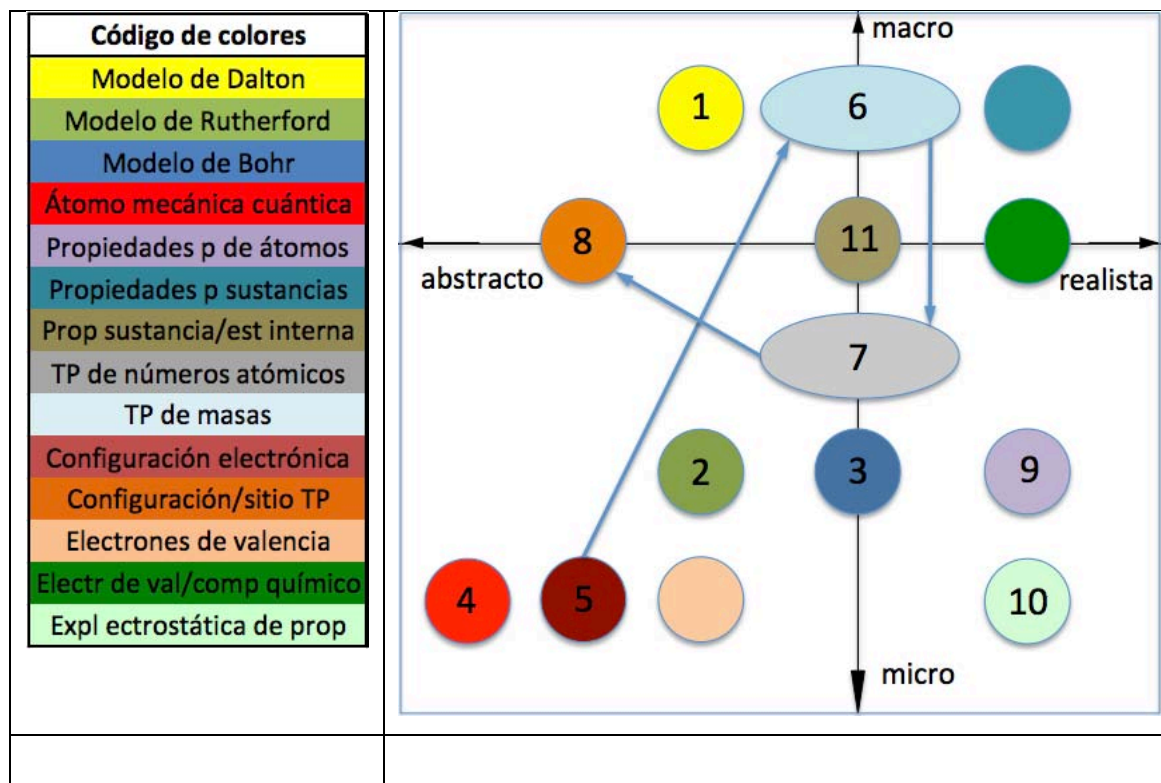 Código de colores
Modelo de Dalton
Modelo de Rutherford
Modelo de Bohr
Átomo mecánica cuántica
Propiedades p de átomos
Propiedades p sustancias
Prop sustancia/est interna
TP de números atómicos
TP de masas
Configuración electrónica
Configuración/sitio TP
Electrones de valencia
Electr de val/comp químico
Expl ectrostática de prop
macro
1
6
8
11
abstracto
realista
7
2
3
9
4
5
10
micro